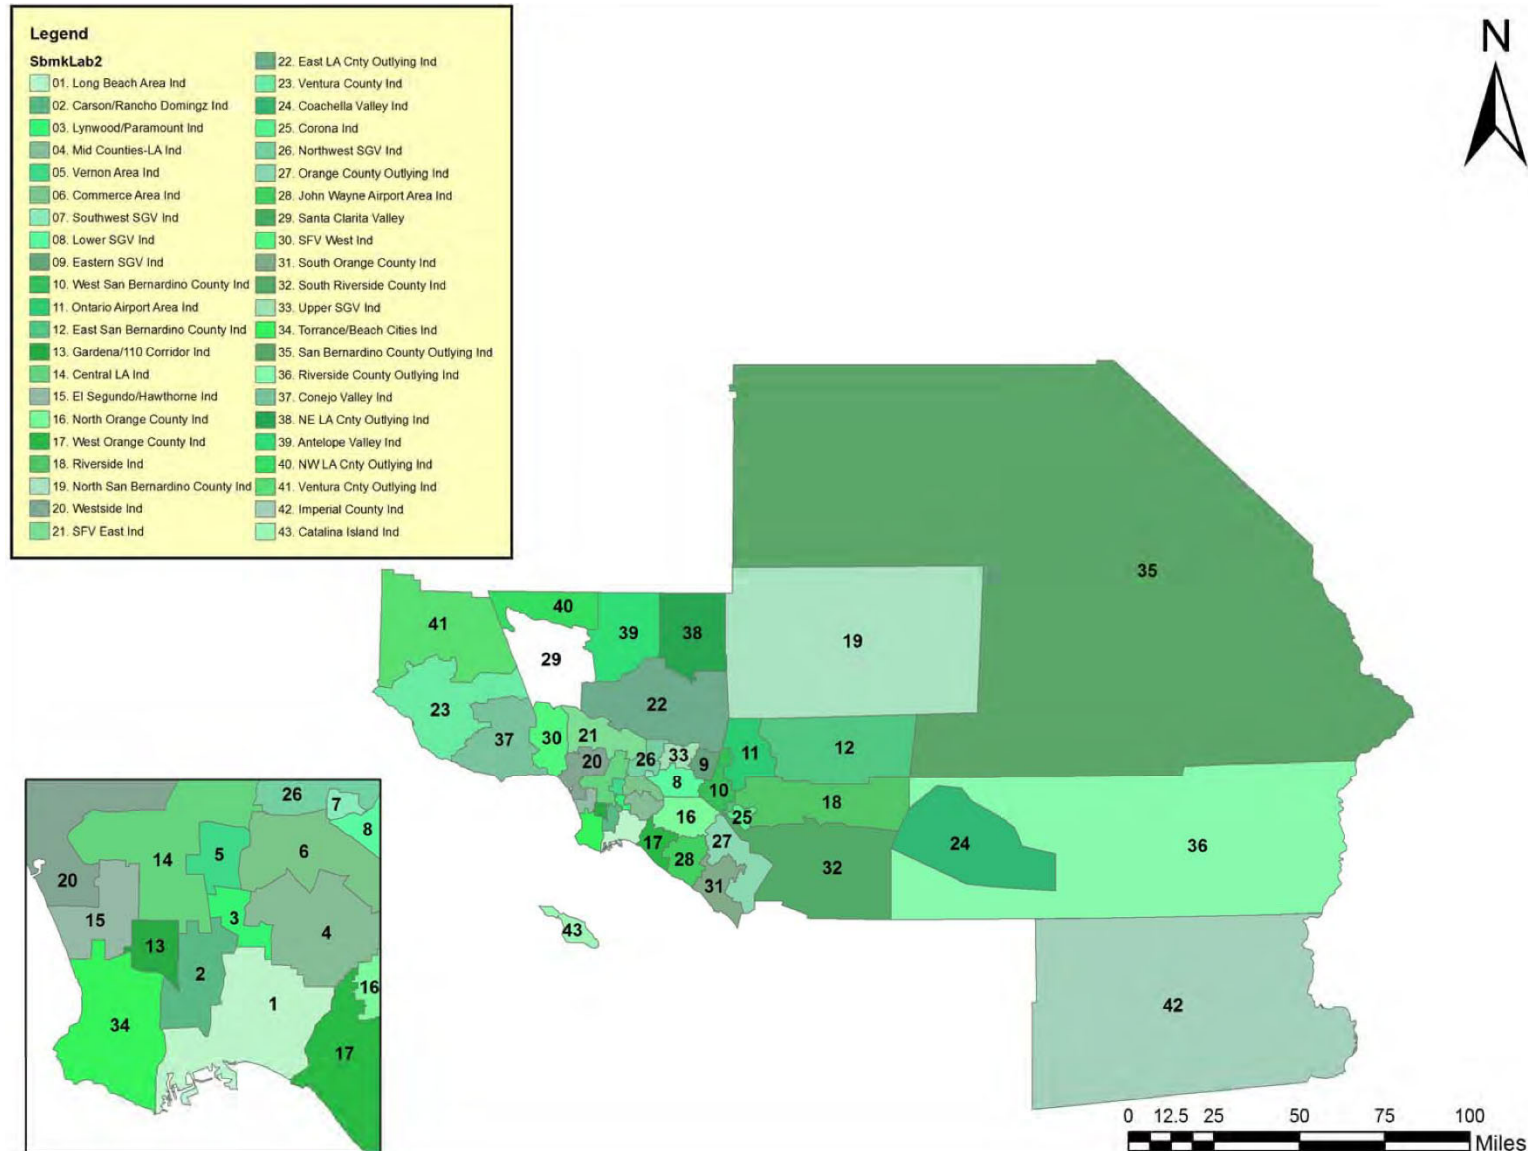 Legend
SbmkLab2
01. Long Beach Area Ind
02. Carson/Rancho Domingz Ind
03. Lynwood/Paramount Ind
04. Mid Counties-LA Ind
05. Vernon Area Ind
06. Commerce Area Ind
07. Southwest SGV Ind
08. Lower SGV Ind
09. Eastern SGV Ind
10. West San Bernardino County Ind
11. Ontario Airport Area Ind
12. East San Bernardino County Ind
13. Gardena/110 Corridor Ind
14. Central LA Ind
15. El Segundo/Hawthorne Ind
16. North Orange County Ind
17. West Orange County Ind
18. Riverside Ind
19. North San Bernardino County Ind
20. Westside Ind
21. SFV East Ind
22. East LA Cnty Outlying Ind
23. Ventura County Ind
24. Coachella Valley Ind
25. Corona Ind
26. Northwest SGV Ind
27. Orange County Outlying Ind
28. John Wayne Airport Area Ind
29. Santa Clarita Valley
30. SFV West Ind
31. South Orange County Ind
32. South Riverside County Ind
33. Upper SGV Ind
34. Torrance/Beach Cities Ind
35. San Bernardino County Outlying Ind
36. Riverside County Outlying Ind
37. Conejo Valley Ind
38. NE LA Cnty Outlying Ind
39. Antelope Valley Ind
40. NW LA Cnty Outlying Ind
41. Ventura Cnty Outlying Ind
42. Imperial County Ind
43. Catalina Island Ind
N
35
40
41
39
38
19
29
22
23
37
30
21
20
26
33
9
11
12
8
10
18
16
25
17
27
28
24
36
32
31
43
42
26
7
8
5
6
14
20
15
3
4
13
2
16
1
34
17
0 12.5 25 50 75 100
Miles